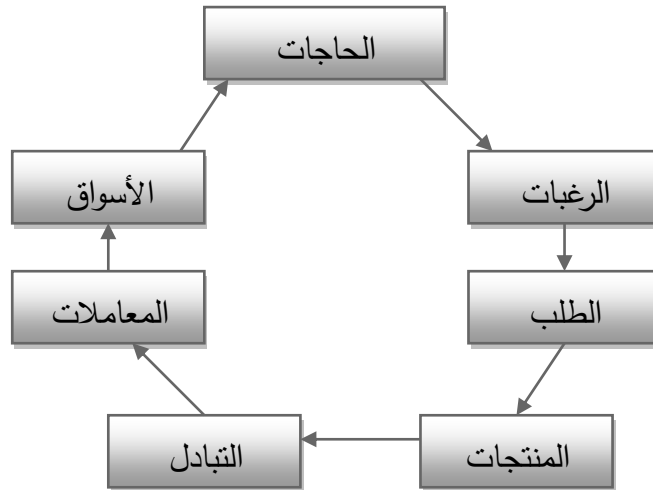 الحاجات
الرغبات
الطلب
المنتجات
التبادل
المعاملات
الأسواق